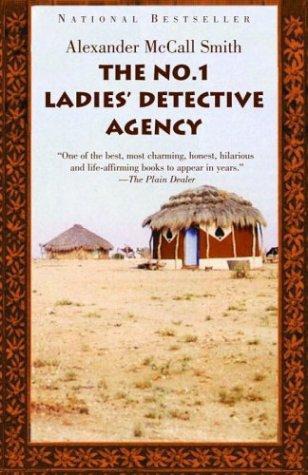 NATIONAL BESTSELLER
Alexander McCall Smith
THE NO.1
LADIES' DETECTIVE
AGENCY
“One of the best, most charming, honest, hilarious
and life-affirming books to appear in years.”
—The Plain Dealer